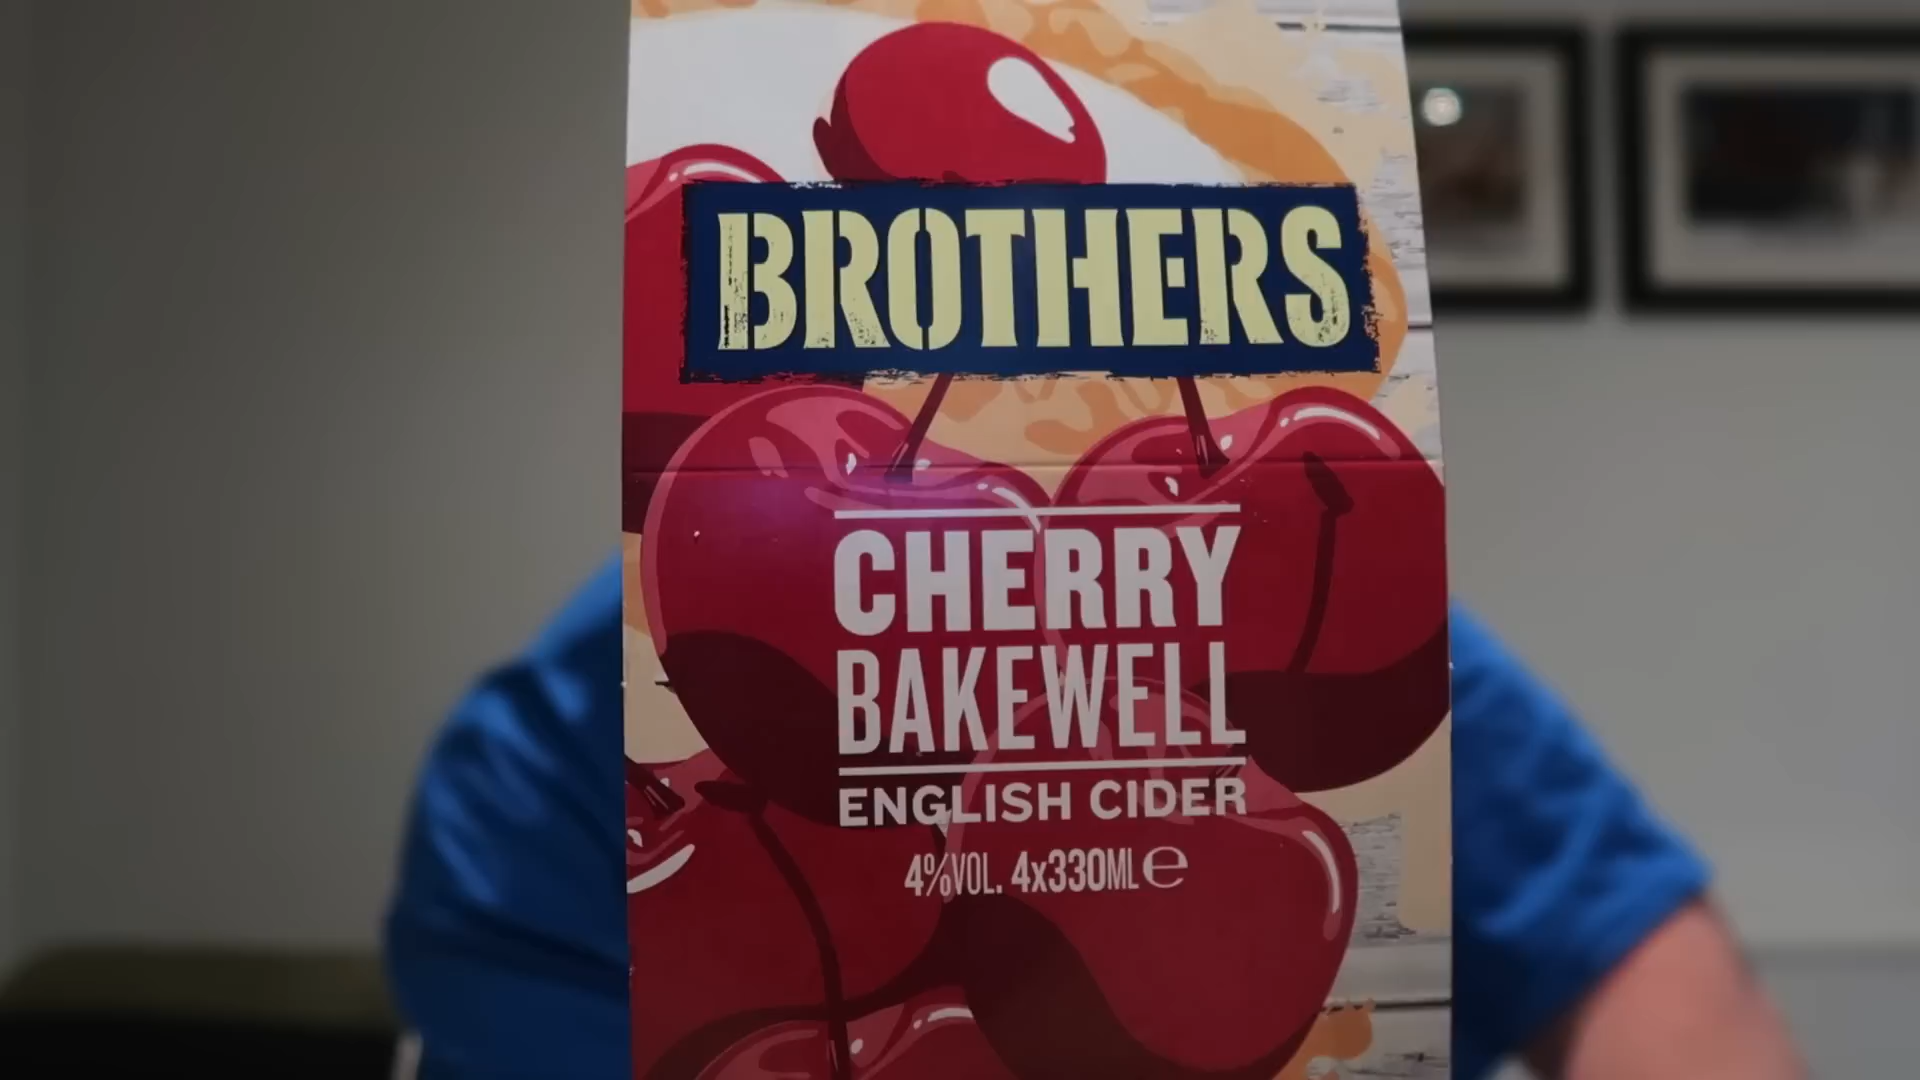 BROTHERS
CHERRY
BAKEWELL
ENGLISH CIDER
4%VOL. 4x330ML℮